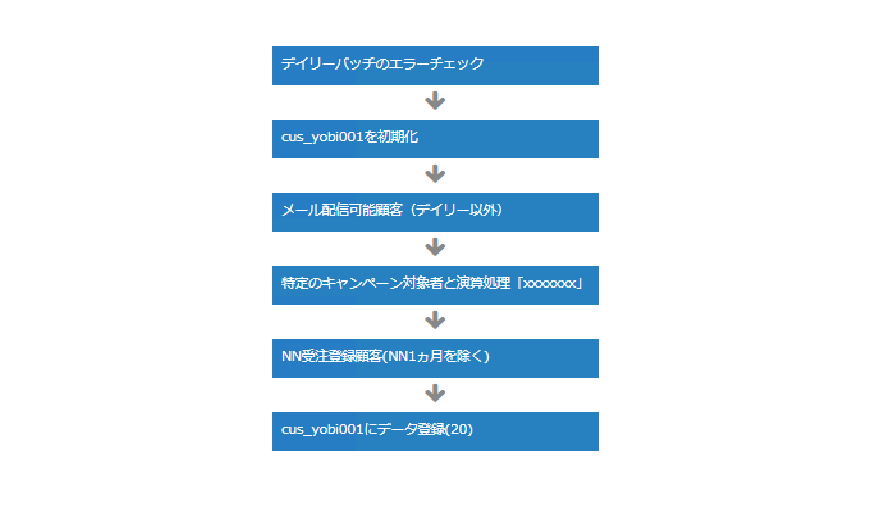 デイリーバッチのエラーチェック
cus_yobi001を初期化
メール配信可能顧客（デイリー以外）
特定のキャンペーン対象者と演算処理「xxxxxxx」
NN受注登録顧客(NN1ヵ月を除く)
cus_yobi001にデータ登録(20)